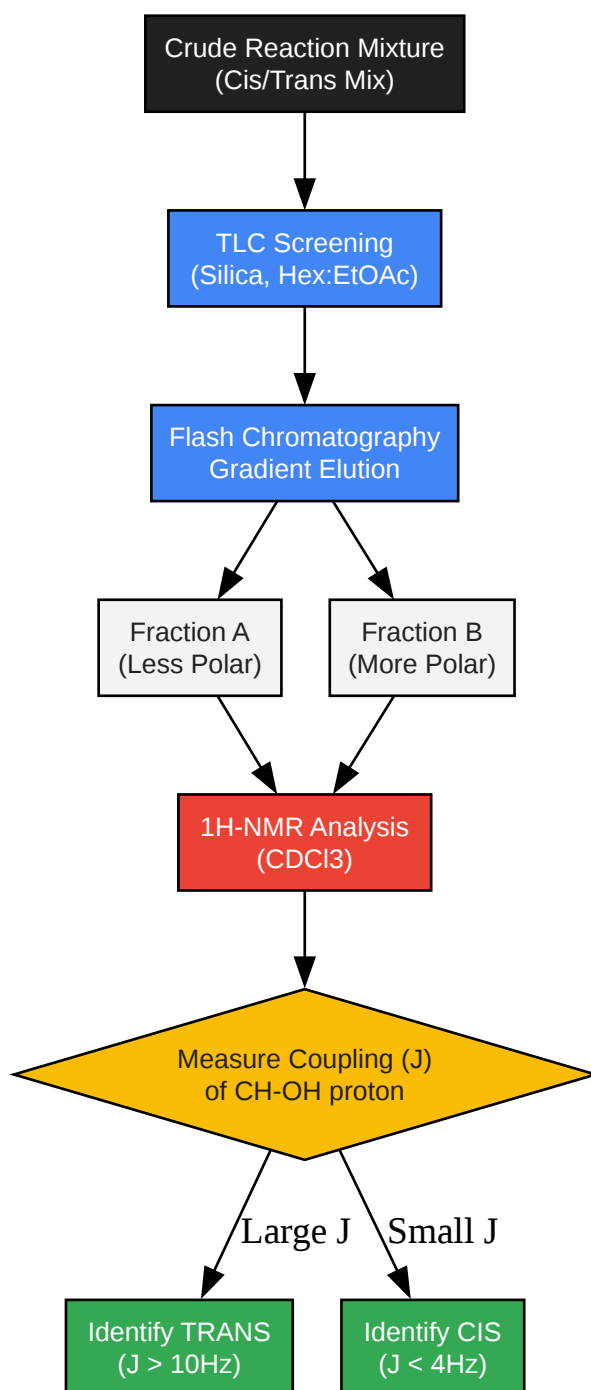 Crude Reaction Mixture
(Cis/Trans Mix)
TLC Screening
(Silica, Hex:EtOAc)
Flash Chromatography
Gradient Elution
Fraction A
(Less Polar)
Fraction B
(More Polar)
1H-NMR Analysis
(CDCl3)
Measure Coupling (J)
of CH-OH proton
Large J
Small J
Identify TRANS
(J > 10Hz)
Identify CIS
(J < 4Hz)